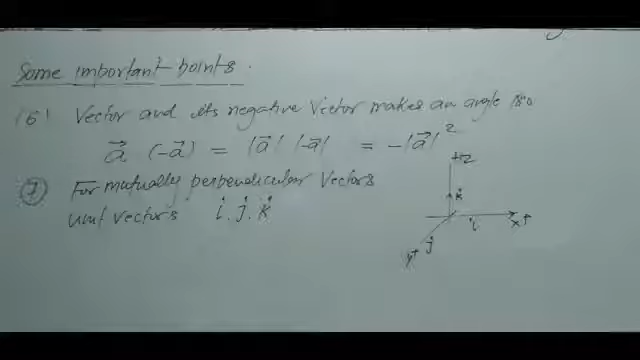 Some important points.
(6) Vector and its negative vector makes an angle 180
a⃗ (-a⃗) = |a⃗| |-a⃗| = -|a⃗|²
(7) For mutually perpendicular vectors
unit vectors i. j. k
+z
k
i
x+
j
y+